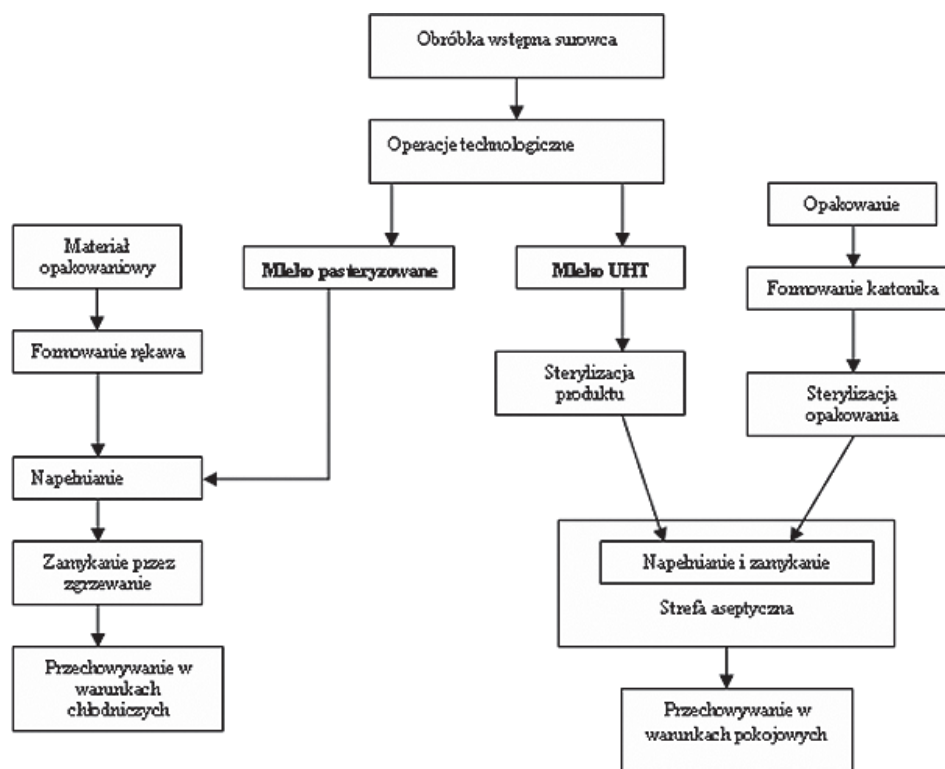 Obróbka wstępna surowca
Operacje technologiczne
Opakowanie
Materiał
opakowaniowy
Mleko pasteryzowane
Mleko UHT
Formowanie kartonika
Formowanie rękawa
Sterylizacja
produktu
Sterylizacja
opakowania
Napełnianie
Zamykanie przez
zgrzewanie
Napełnianie i zamykanie
Strefa aseptyczna
Przechowywanie w
warunkach
chłodniczych
Przechowywanie w
warunkach pokojowych